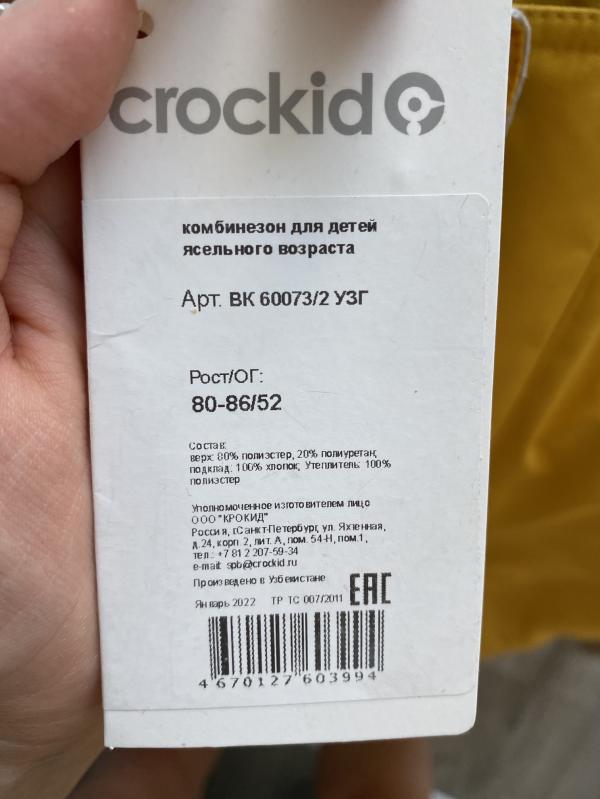 crockid
комбинезон для детей
ясельного возраста
Арт. ВК 60073/2 УЗГ
Рост/ОГ:
80-86/52
Состав:
верх: 80% полиэстер, 20% полиуретан;
подклад: 100% хлопок; Утеплитель: 100%
полиэстер
Уполномоченное изготовителем лицо
ООО "КРОКИД"
Россия, г.Санкт-Петербург, ул. Яхтенная,
д.24, корп. 2, лит. А, пом. 54-Н, пом.1,
тел.: +7 812 207-59-34
e-mail: spb@crockid.ru
Произведено в Узбекистане
Январь 2022 ТР ТС 007/2011 EAC
4 670127 603994